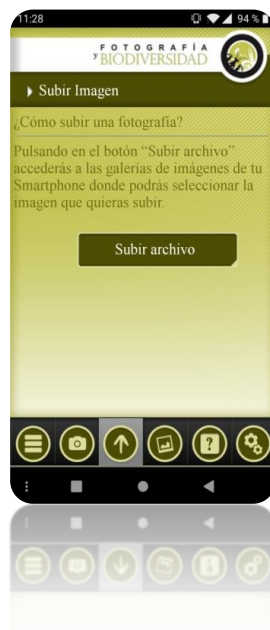 11:28
94 %
FOTOGRAFÍA
y BIODIVERSIDAD
Subir Imagen
¿Cómo subir una fotografía?
Pulsando en el botón “Subir archivo”
accederás a las galerías de imágenes de tu
Smartphone donde podrás seleccionar la
imagen que quieras subir.
Subir archivo
?